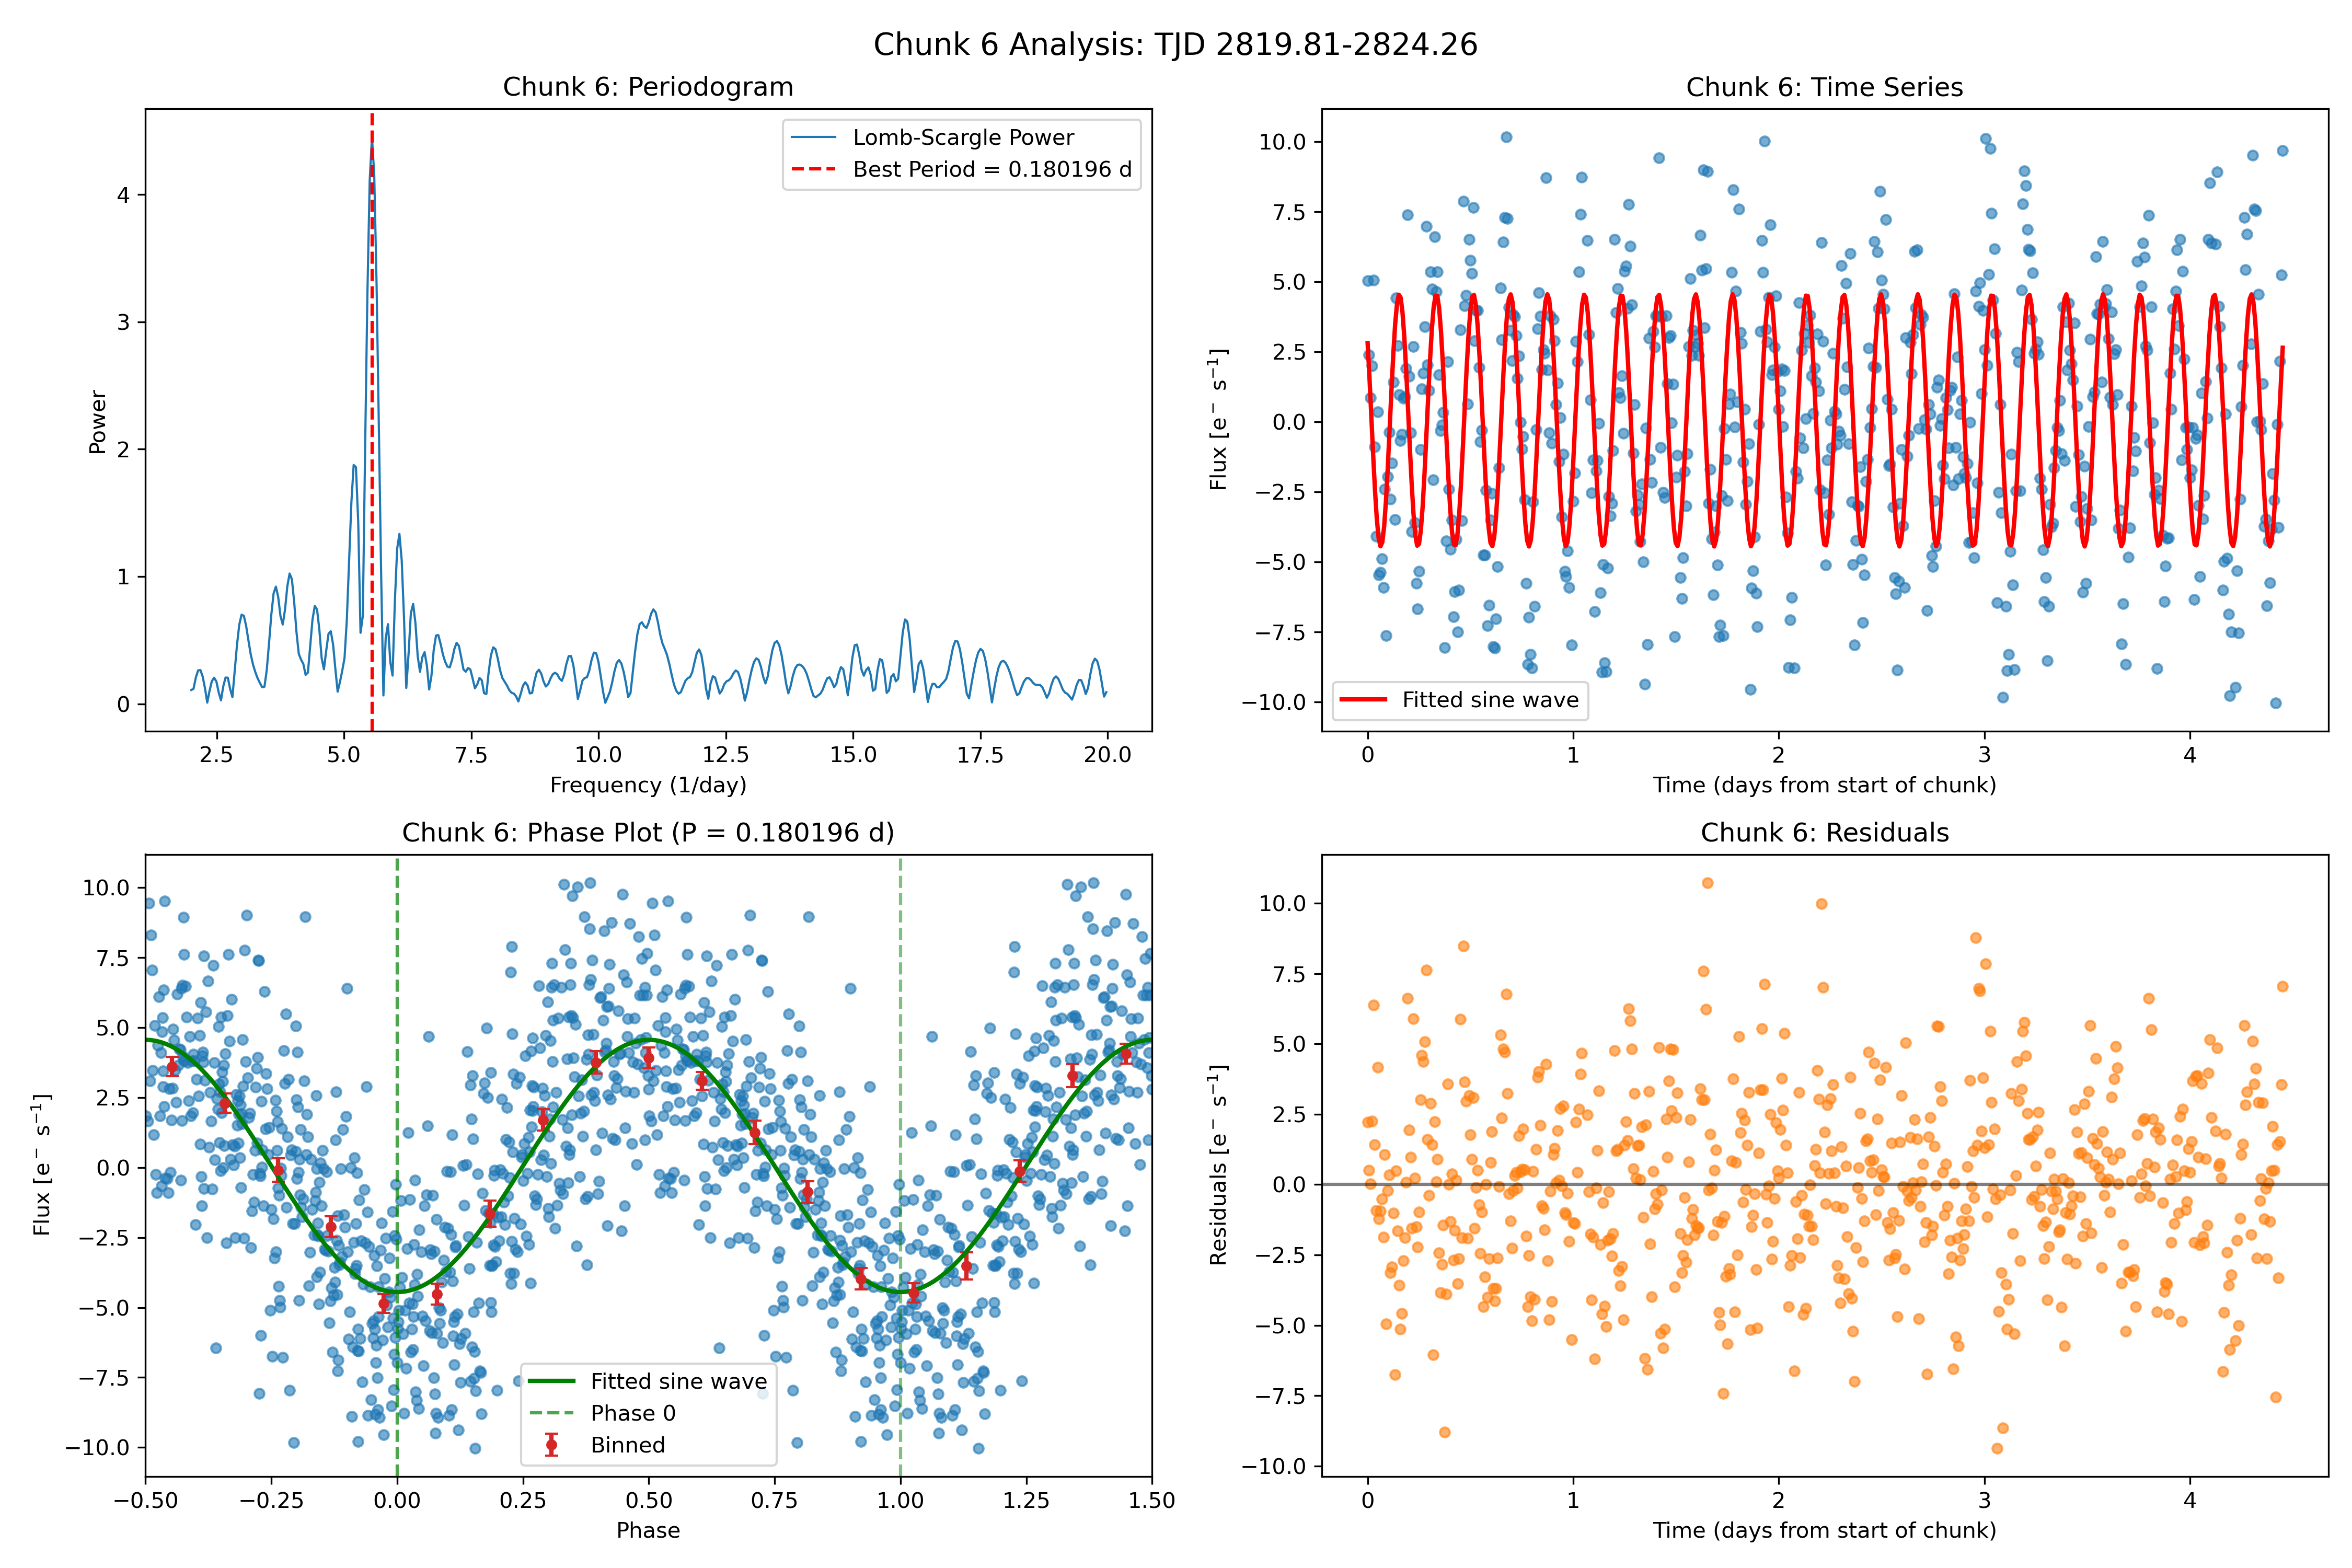 Chunk 6 Analysis: TJD 2819.81-2824.26
Chunk 6: Periodogram
Lomb-Scargle Power
Best Period = 0.180196 d
Power
4
3
2
1
0
2.5 5.0 7.5 10.0 12.5 15.0 17.5 20.0
Frequency (1/day)
Chunk 6: Time Series
Flux [e⁻ s⁻¹]
10.0
7.5
5.0
2.5
0.0
−2.5
−5.0
−7.5
−10.0
Fitted sine wave
0 1 2 3 4
Time (days from start of chunk)
Chunk 6: Phase Plot (P = 0.180196 d)
Flux [e⁻ s⁻¹]
10.0
7.5
5.0
2.5
0.0
−2.5
−5.0
−7.5
−10.0
Fitted sine wave
Phase 0
Binned
−0.50 −0.25 0.00 0.25 0.50 0.75 1.00 1.25 1.50
Phase
Chunk 6: Residuals
Residuals [e⁻ s⁻¹]
10.0
7.5
5.0
2.5
0.0
−2.5
−5.0
−7.5
−10.0
0 1 2 3 4
Time (days from start of chunk)